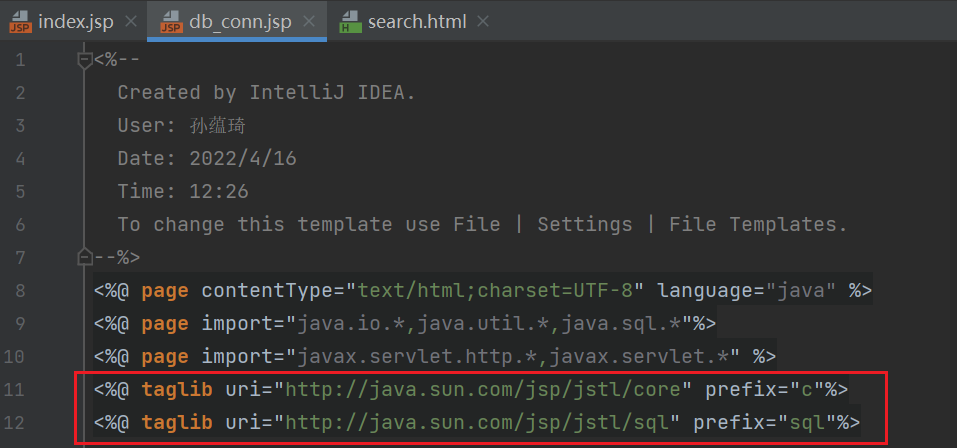 index.jsp db_conn.jsp search.html
1 <%--
2 Created by IntelliJ IDEA.
3 User: 孙蕴琦
4 Date: 2022/4/16
5 Time: 12:26
6 To change this template use File | Settings | File Templates.
7 --%>
8 <%@ page contentType="text/html;charset=UTF-8" language="java" %>
9 <%@ page import="java.io.*,java.util.*,java.sql.*"%>
10 <%@ page import="javax.servlet.http.*,javax.servlet.*" %>
11 <%@ taglib uri="http://java.sun.com/jsp/jstl/core" prefix="c"%>
12 <%@ taglib uri="http://java.sun.com/jsp/jstl/sql" prefix="sql"%>